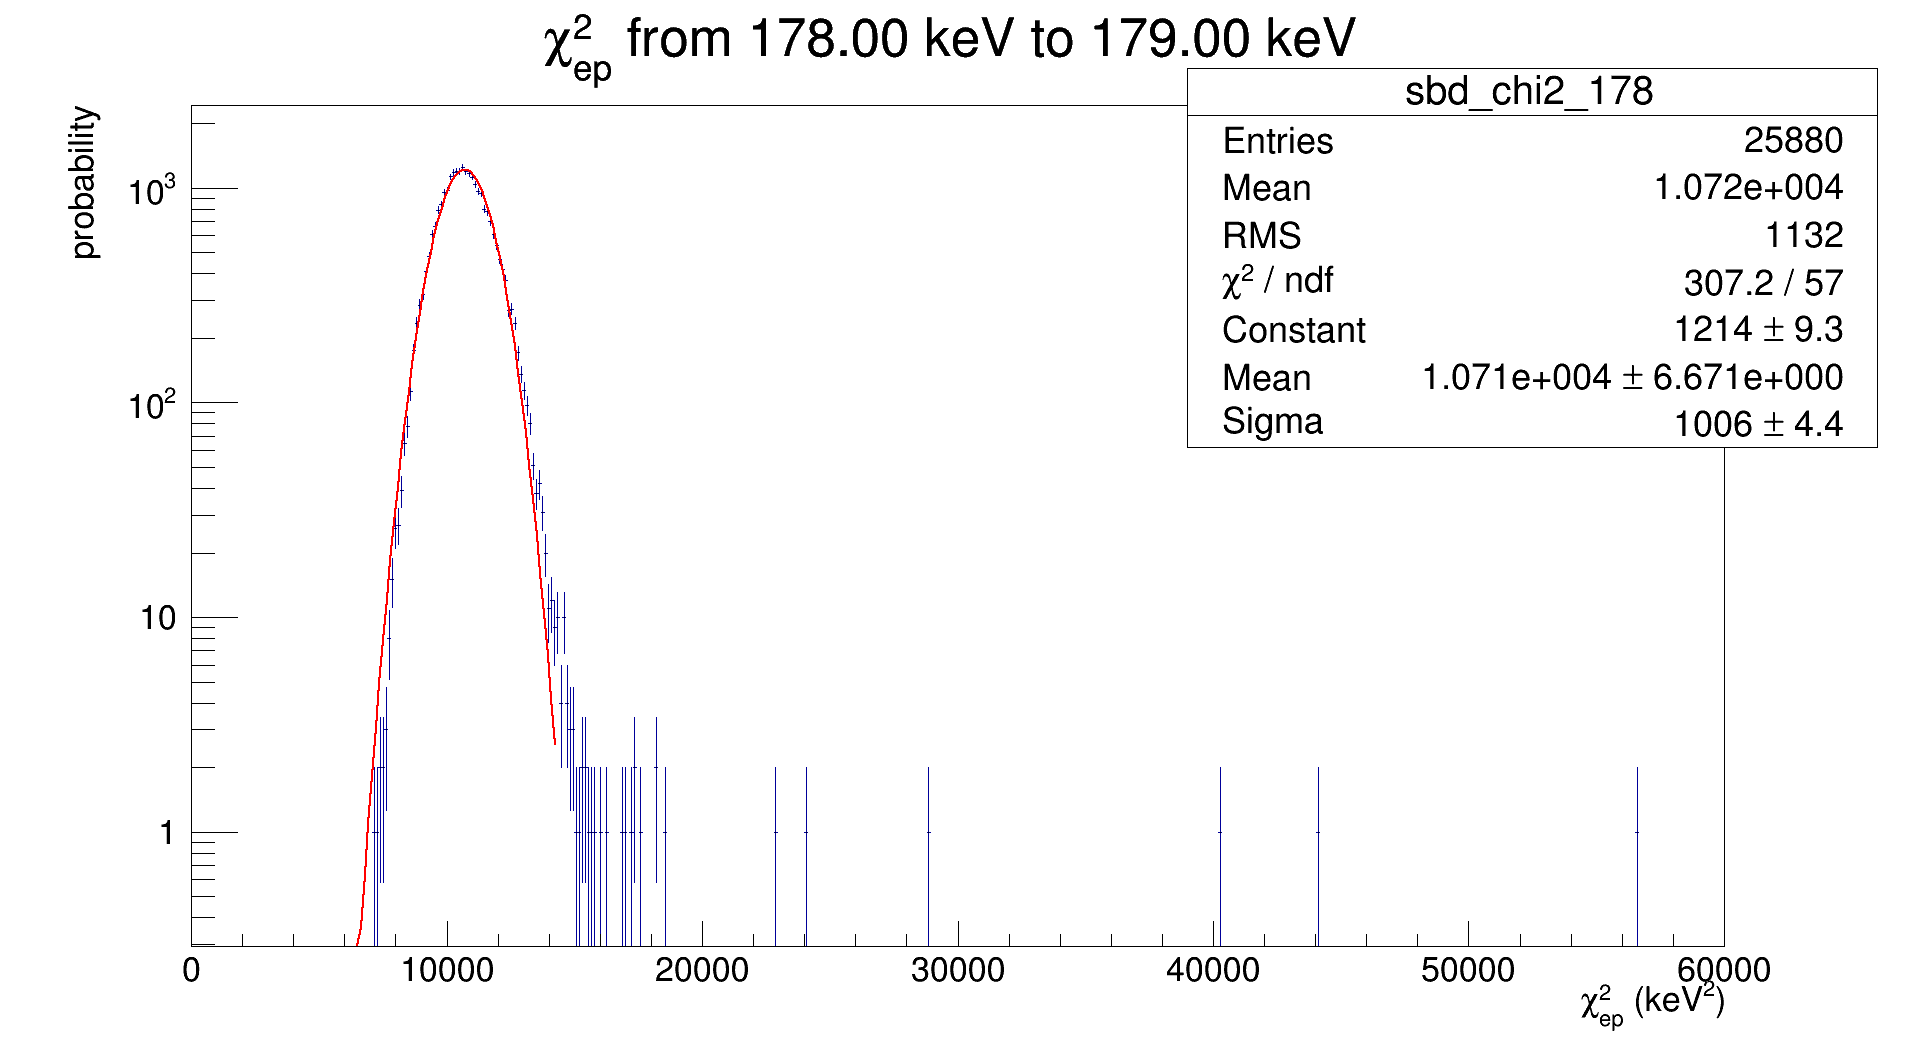 χ²ep from 178.00 keV to 179.00 keV
sbd_chi2_178
Entries 25880
Mean 1.072e+004
RMS 1132
χ² / ndf 307.2 / 57
Constant 1214 ± 9.3
Mean 1.071e+004 ± 6.671e+000
Sigma 1006 ± 4.4
probability
10³
10²
10
1
0 10000 20000 30000 40000 50000 60000
χ²ep (keV²)